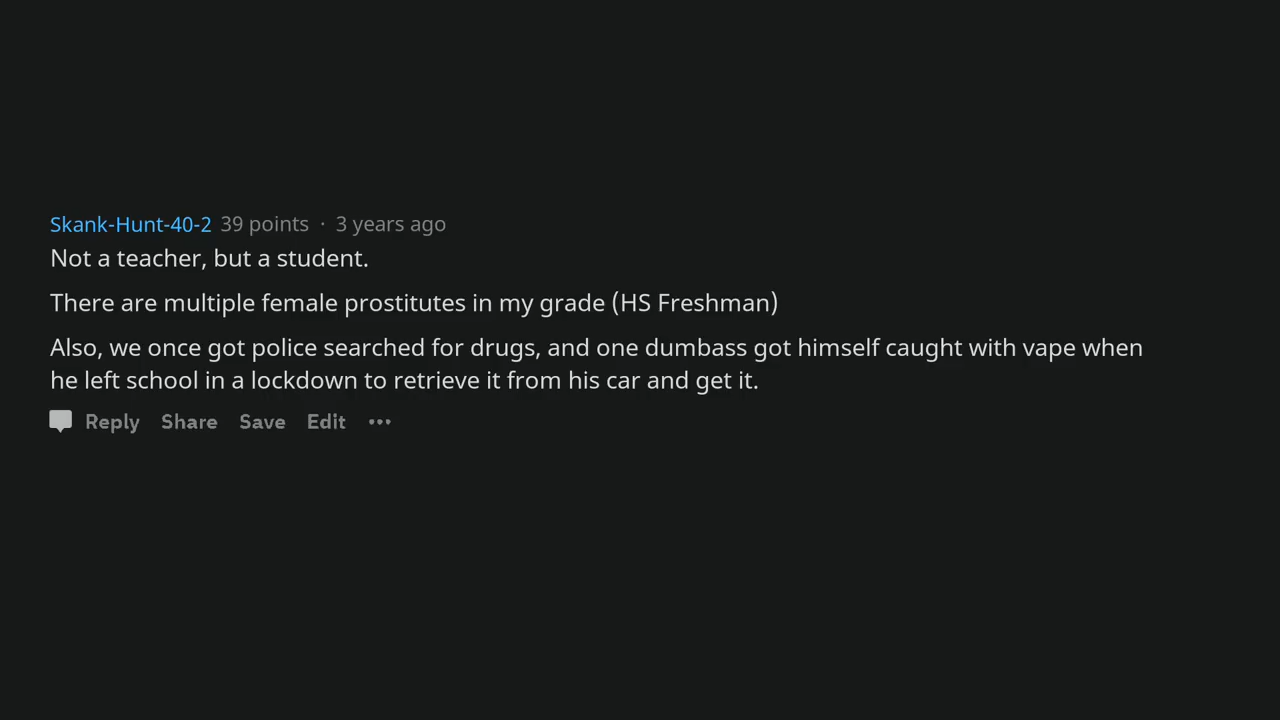 Skank-Hunt-40-2 39 points · 3 years ago
Not a teacher, but a student.
There are multiple female prostitutes in my grade (HS Freshman)
Also, we once got police searched for drugs, and one dumbass got himself caught with vape when
he left school in a lockdown to retrieve it from his car and get it.
Reply Share Save Edit •••